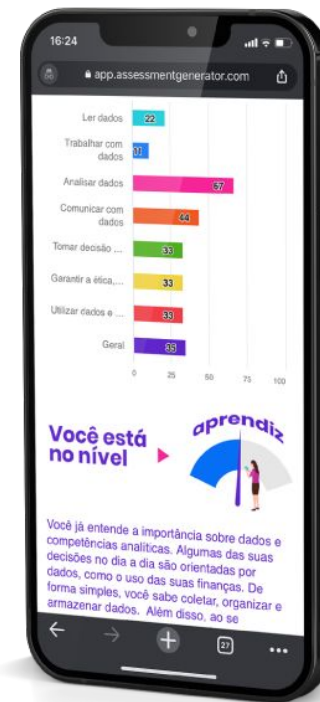 16:24
app.assessmentgenerator.com
Ler dados
22
Trabalhar com
dados
11
Analisar dados
67
Comunicar com
dados
44
Tomar decisão ...
33
Garantir a ética,...
33
Utilizar dados e ...
33
Geral
35
0 25 50 75 100
Você está
no nível
aprendiz
Você já entende a importância sobre dados e
competências analíticas. Algumas das suas
decisões no dia a dia são orientadas por
dados, como o uso das suas finanças. De
forma simples, você sabe coletar, organizar e
armazenar dados. Além disso, ao se
27